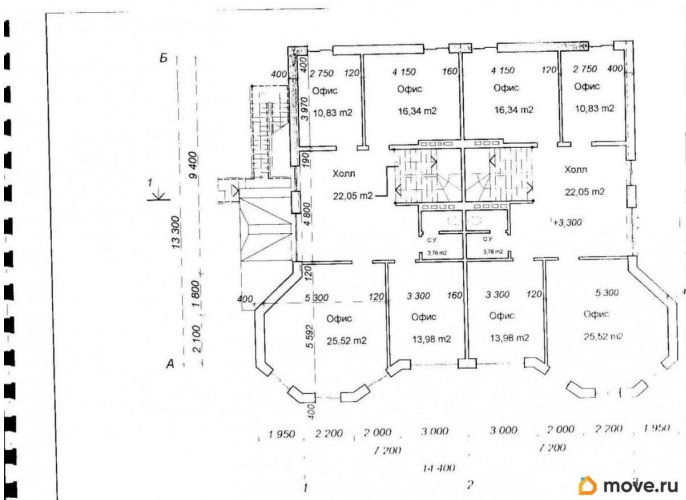 Б
400
400
2 750
120
4 150
160
4 150
120
2 750
400
Офис
10,83 m2
Офис
16,34 m2
Офис
16,34 m2
Офис
10,83 m2
3 970
190
Холл
22,05 m2
Холл
22,05 m2
1
9 400
13 300
4.800
+3,300
су
3,78 m2
су
3,78 m2
120
1 800
2 100
400
5 300
120
3 300
160
3 300
120
5 300
Офис
25,52 m2
Офис
13,98 m2
Офис
13,98 m2
Офис
25,52 m2
5 592
А
400
1 950
2 200
2 000
3 000
3 000
2 000
2 200
1 950
7 200
7 200
14 400
1
2
move.ru